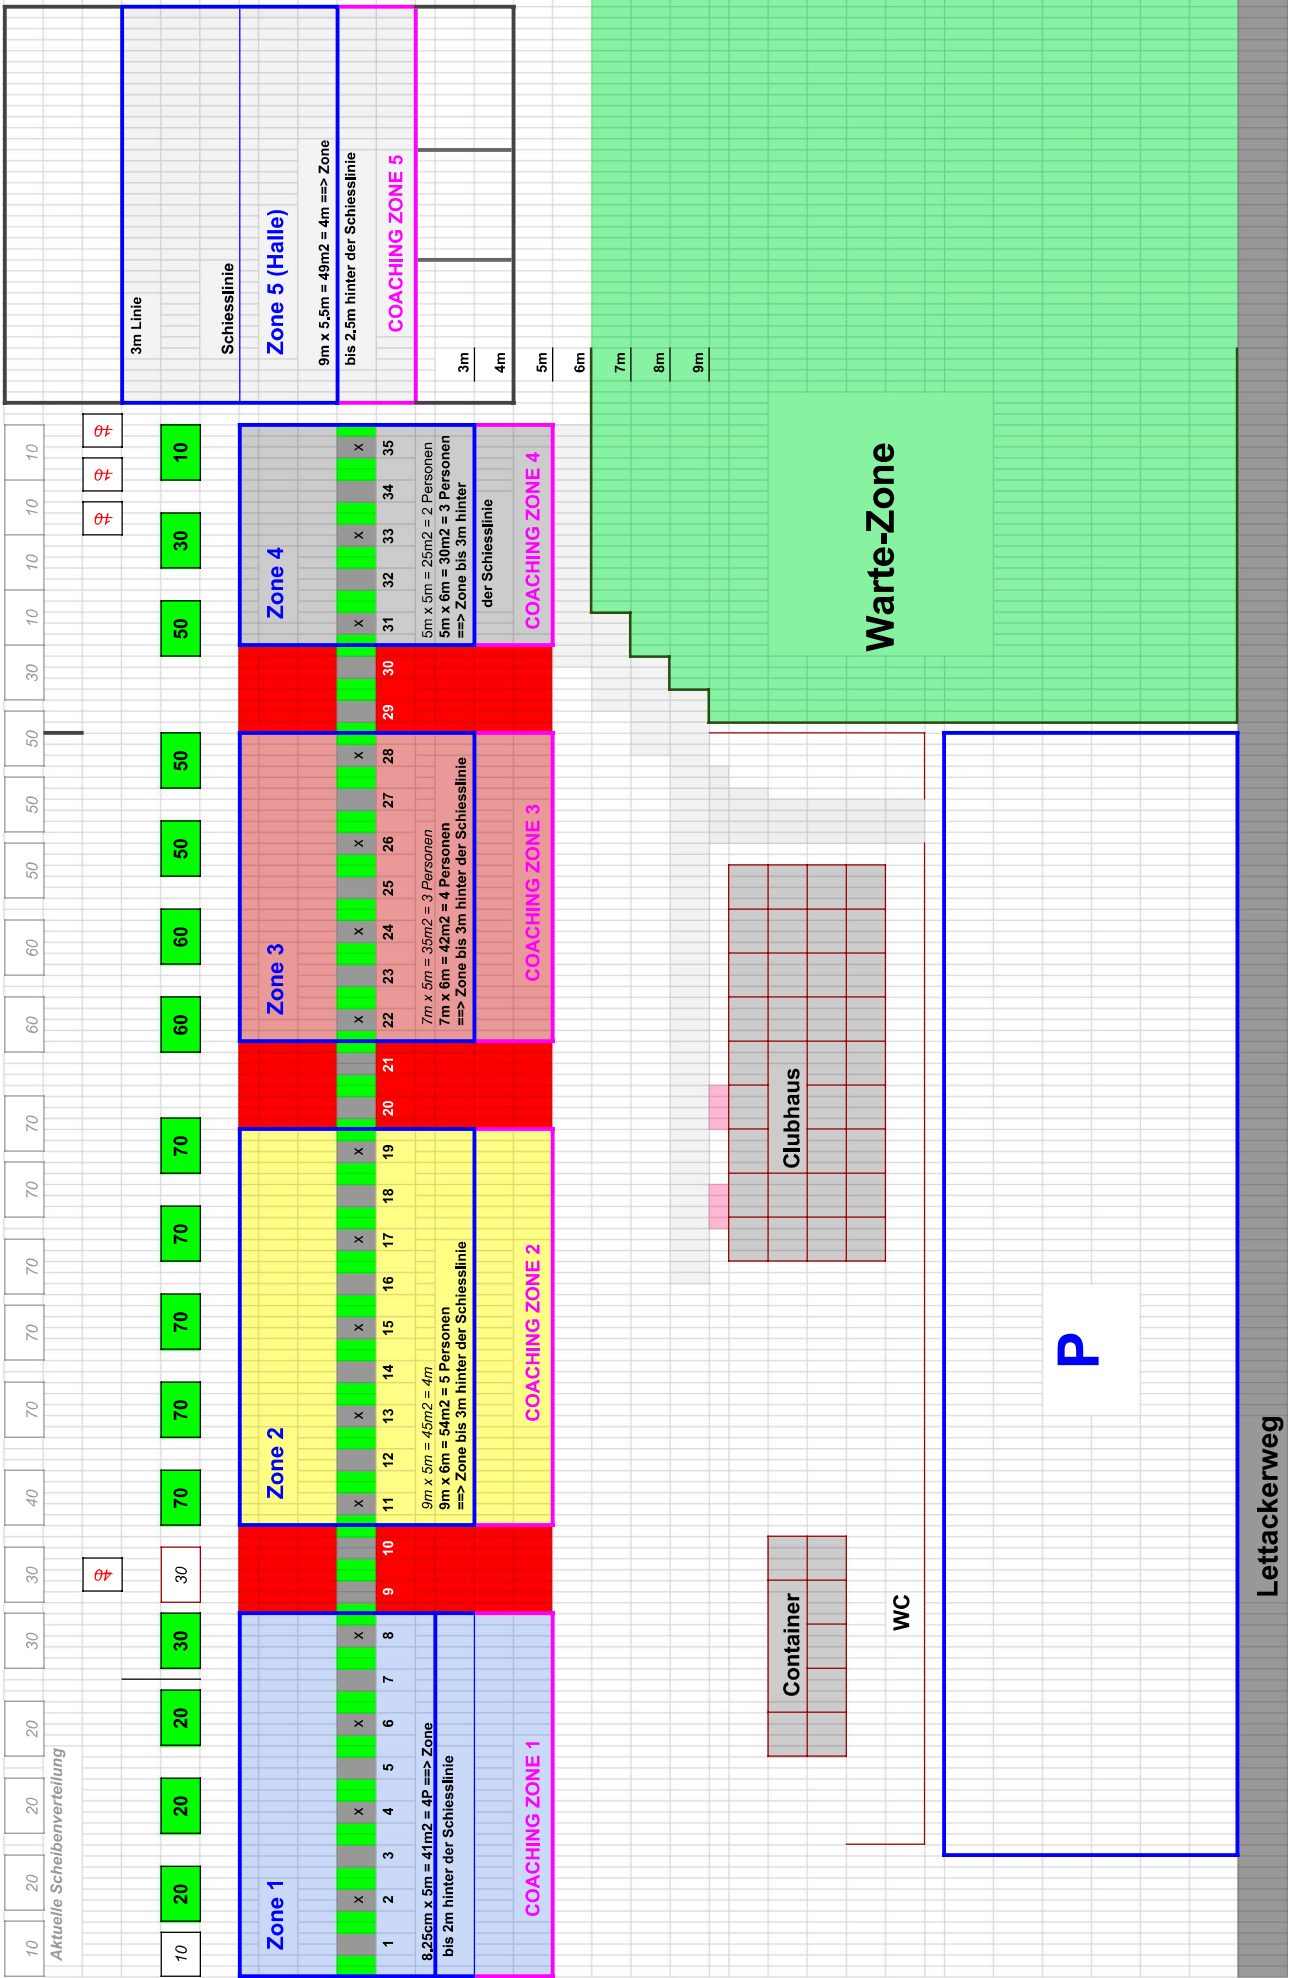 10 20 20 20 30 30 40 70 70 70 70 70 60 60 50 50 50 30 10 10 10 10
Aktuelle Scheibenverteilung
40 40 40 40
3m Linie
10 20 20 20 30 30 70 70 70 70 70 60 60 50 50 50 30 10
Schiesslinie
Zone 1 Zone 2 Zone 3 Zone 4 Zone 5 (Halle)
9m x 5.5m = 49m2 = 4m ==> Zone
bis 2.5m hinter der Schiesslinie
x x x x x x x x x x x x x x x x
1 2 3 4 5 6 7 8 9 10 11 12 13 14 15 16 17 18 19 20 21 22 23 24 25 26 27 28 29 30 31 32 33 34 35
COACHING ZONE 5
8.25cm x 5m = 41m2 = 4P ==> Zone
bis 2m hinter der Schiesslinie
9m x 5m = 45m2 = 4m
9m x 6m = 54m2 = 5 Personen
==> Zone bis 3m hinter der Schiesslinie
7m x 5m = 35m2 = 3 Personen
7m x 6m = 42m2 = 4 Personen
==> Zone bis 3m hinter der Schiesslinie
5m x 5m = 25m2 = 2 Personen
5m x 6m = 30m2 = 3 Personen
==> Zone bis 3m hinter
der Schiesslinie
3m
4m
COACHING ZONE 1 COACHING ZONE 2 COACHING ZONE 3 COACHING ZONE 4
5m
6m
7m
8m
9m
Container Clubhaus
Warte-Zone
WC
P
Lettackerweg